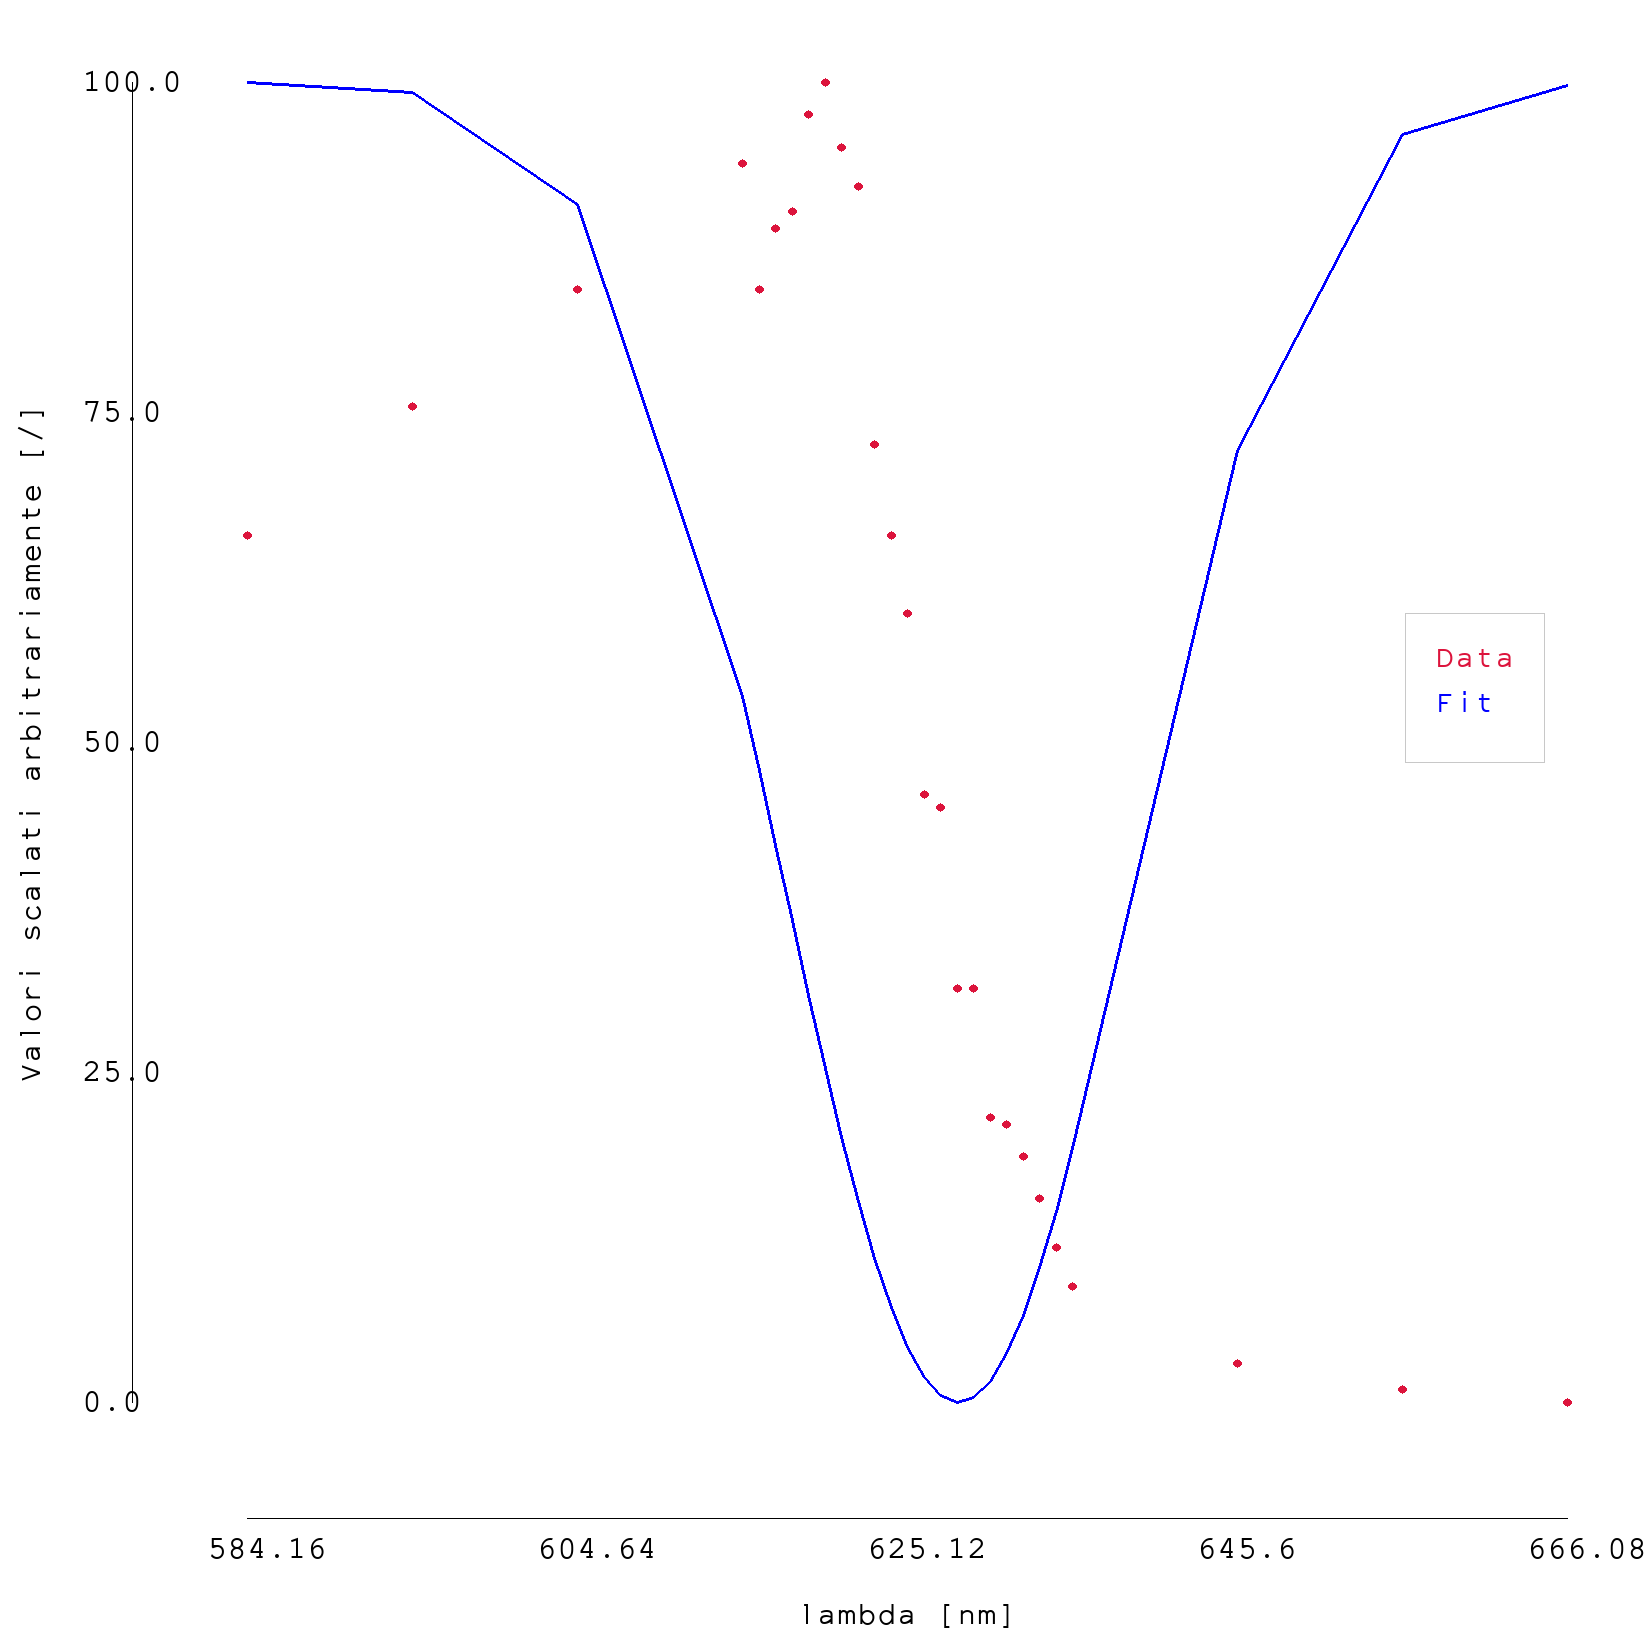 100.0
75.0
50.0
25.0
0.0
Valori scalati arbitrariamente [/]
Data
Fit
584.16 604.64 625.12 645.6 666.08
lambda [nm]